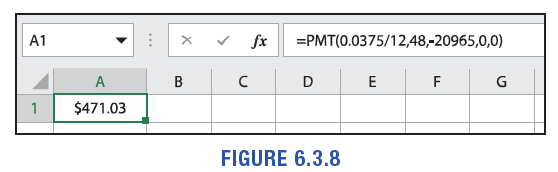 A1 fx =PMT(0.0375/12,48,-20965,0,0)
A B C D E F G
1 $471.03
FIGURE 6.3.8